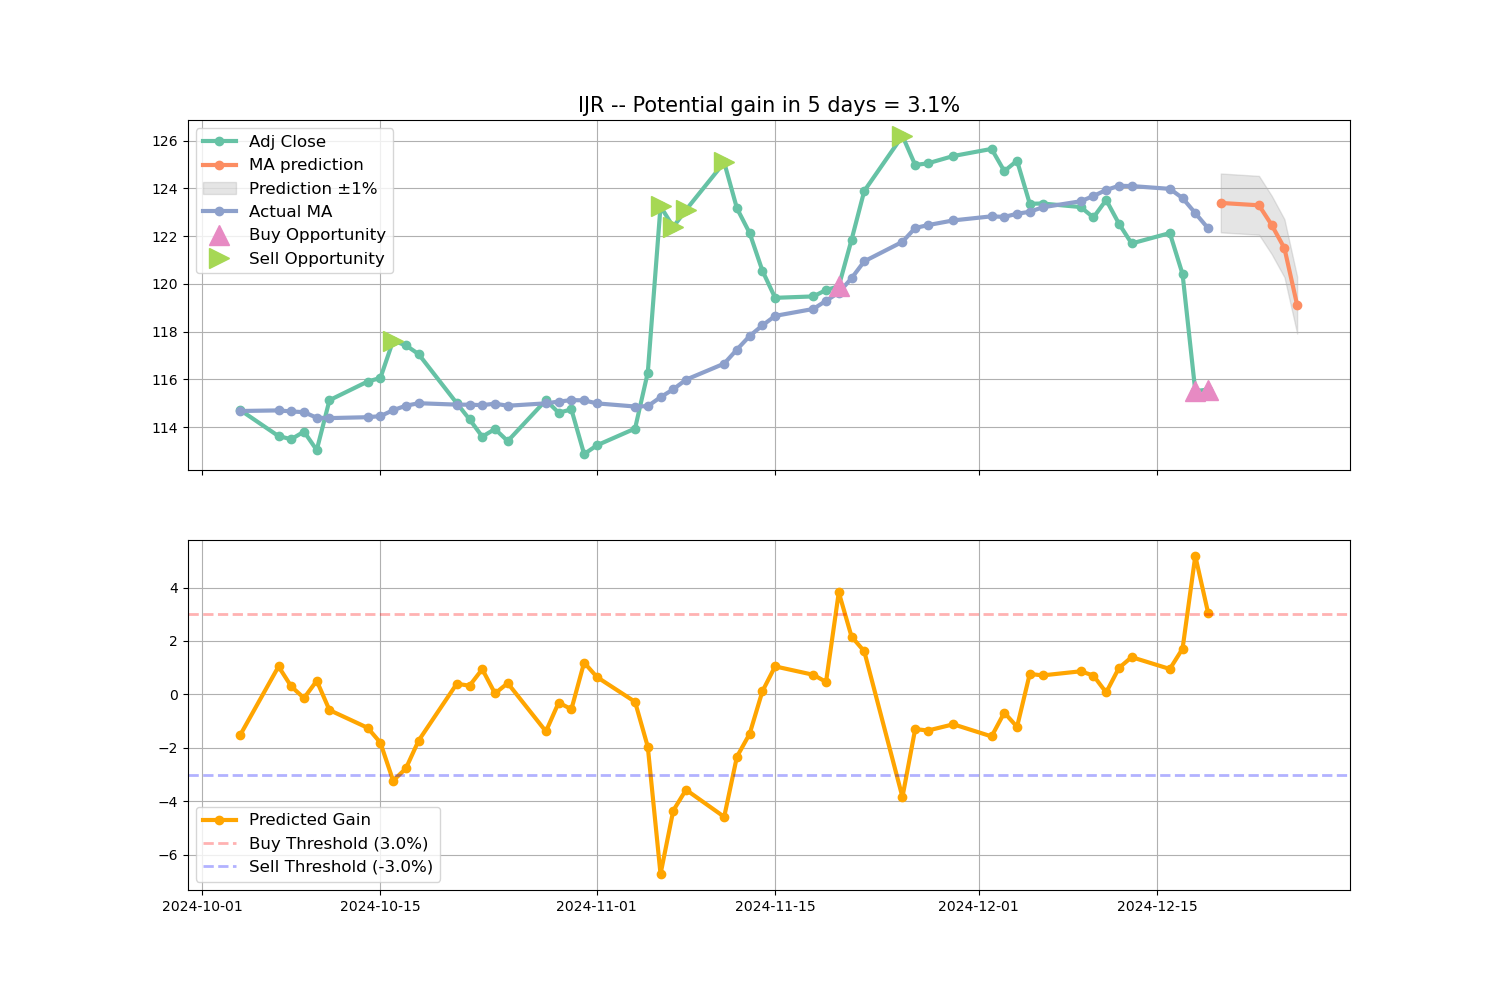 IJR -- Potential gain in 5 days = 3.1%
126
124
122
120
118
116
114
Adj Close
MA prediction
Prediction ±1%
Actual MA
Buy Opportunity
Sell Opportunity
4
2
0
−2
−4
−6
Predicted Gain
Buy Threshold (3.0%)
Sell Threshold (-3.0%)
2024-10-01
2024-10-15
2024-11-01
2024-11-15
2024-12-01
2024-12-15